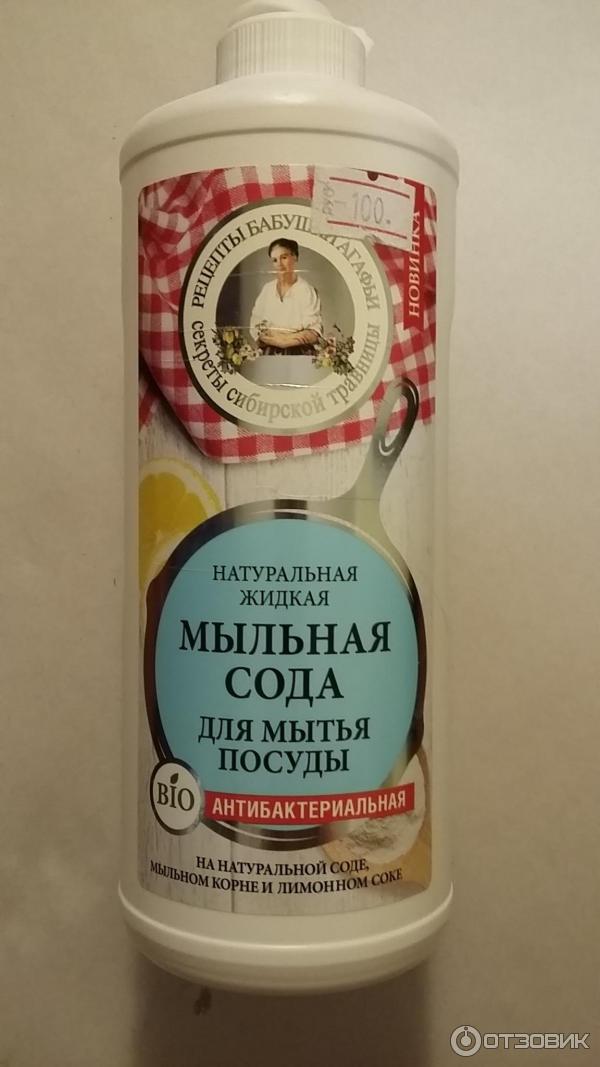 РЕЦЕПТЫ БАБУШКИ АГАФЬИ
секреты сибирской травницы
100.
НОВИНКА
НАТУРАЛЬНАЯ
ЖИДКАЯ
МЫЛЬНАЯ
СОДА
ДЛЯ МЫТЬЯ
ПОСУДЫ
BIO
АНТИБАКТЕРИАЛЬНАЯ
НА НАТУРАЛЬНОЙ СОДЕ,
МЫЛЬНОМ КОРНЕ И ЛИМОННОМ СОКЕ
ОТЗОВИК